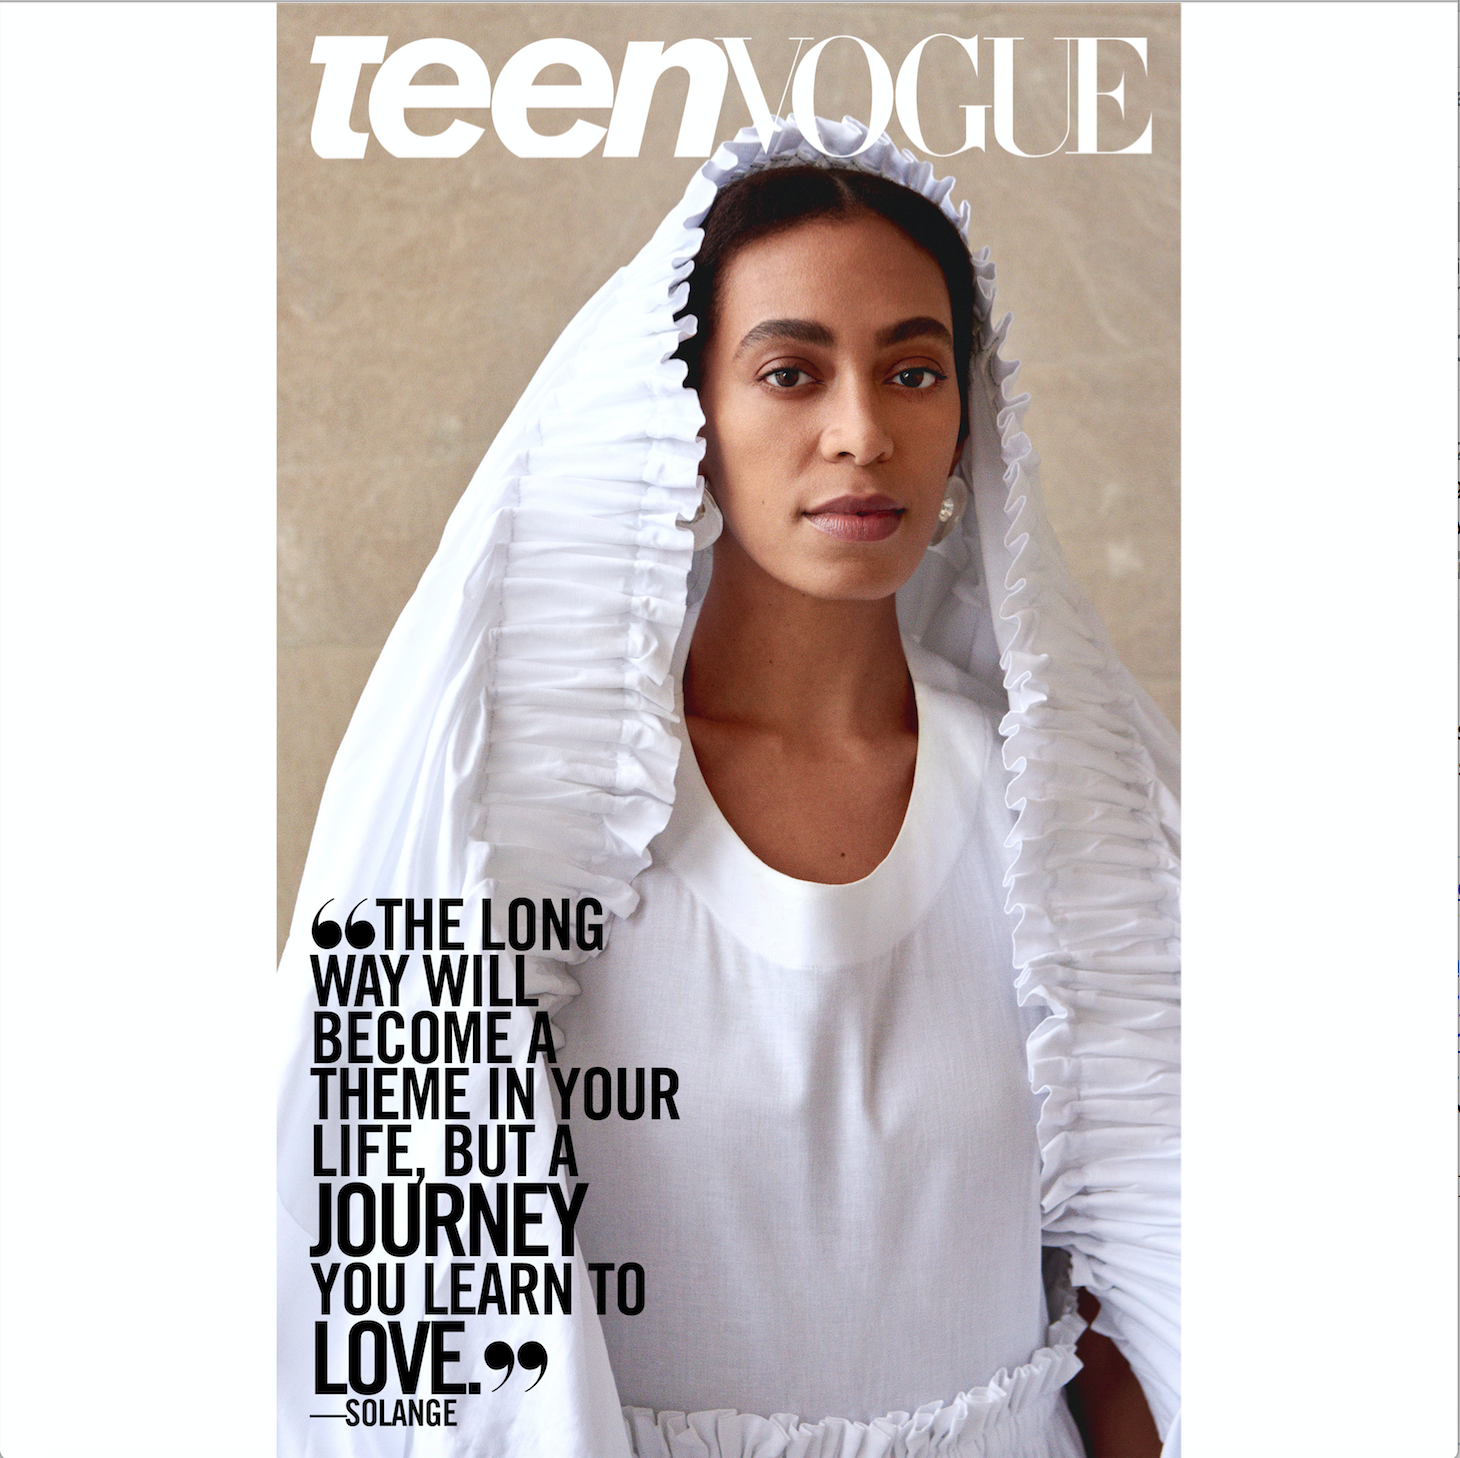 teenVOGUE
“THE LONG
WAY WILL
BECOME A
THEME IN YOUR
LIFE, BUT A
JOURNEY
YOU LEARN TO
LOVE.”
—SOLANGE